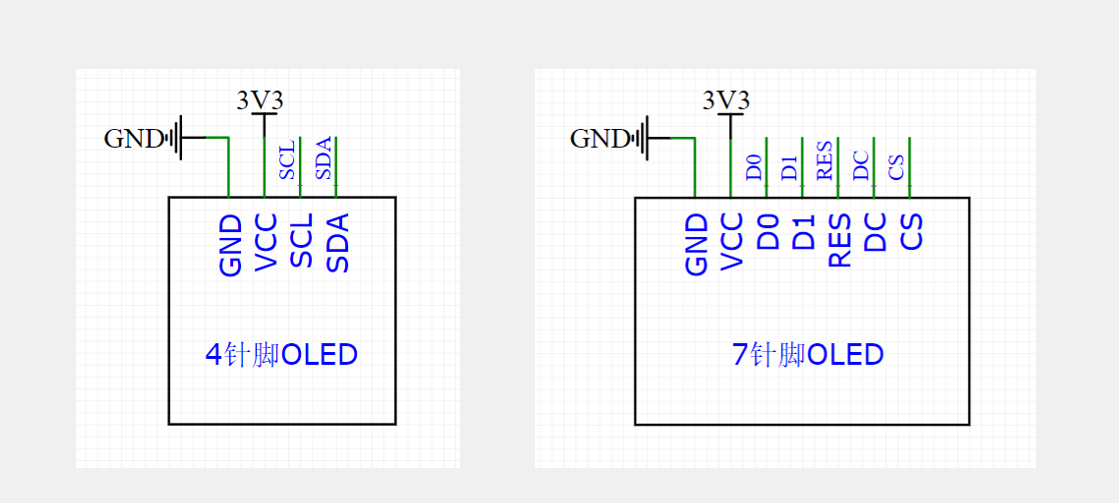 3V3
GND
SCL
SDA
GND
VCC
SCL
SDA
4针脚OLED
3V3
GND
D0
D1
RES
DC
CS
GND
VCC
D0
D1
RES
DC
CS
7针脚OLED